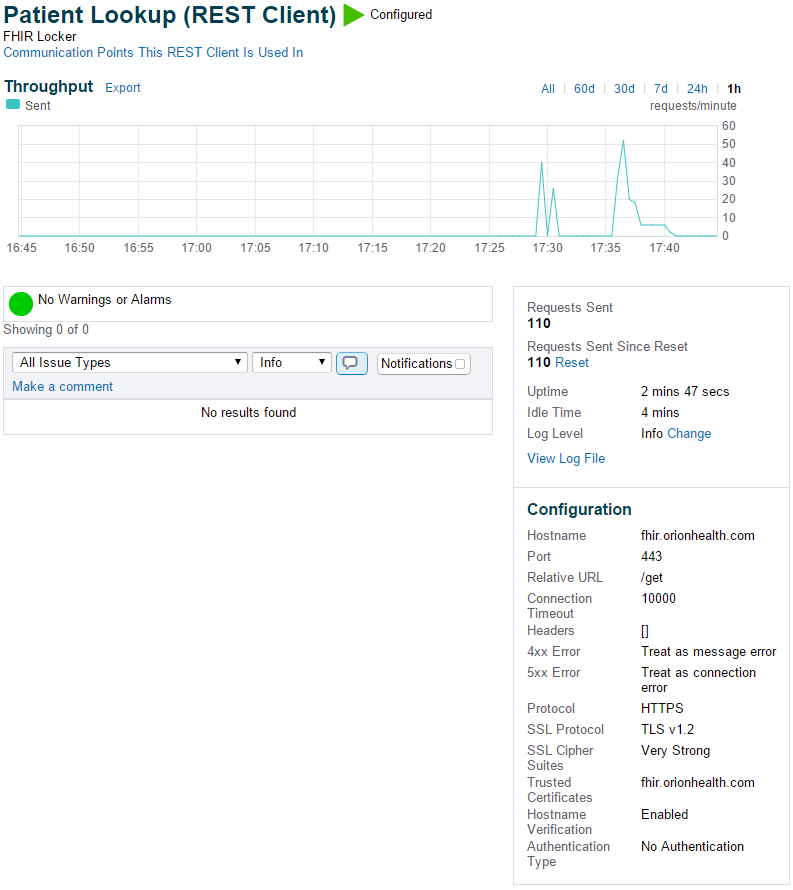 Patient Lookup (REST Client) Configured
FHIR Locker
Communication Points This REST Client Is Used In
Throughput Export
All 60d 30d 7d 24h 1h
Sent
requests/minute
60
50
40
30
20
10
0
16:45 16:50 16:55 17:00 17:05 17:10 17:15 17:20 17:25 17:30 17:35 17:40
No Warnings or Alarms
Showing 0 of 0
All Issue Types Info Notifications
Make a comment
No results found
Requests Sent
110
Requests Sent Since Reset
110 Reset
Uptime 2 mins 47 secs
Idle Time 4 mins
Log Level Info Change
View Log File
Configuration
Hostname fhir.orionhealth.com
Port 443
Relative URL /get
Connection 10000
Timeout
Headers []
4xx Error Treat as message error
5xx Error Treat as connection
error
Protocol HTTPS
SSL Protocol TLS v1.2
SSL Cipher Very Strong
Suites
Trusted fhir.orionhealth.com
Certificates
Hostname Enabled
Verification
Authentication No Authentication
Type